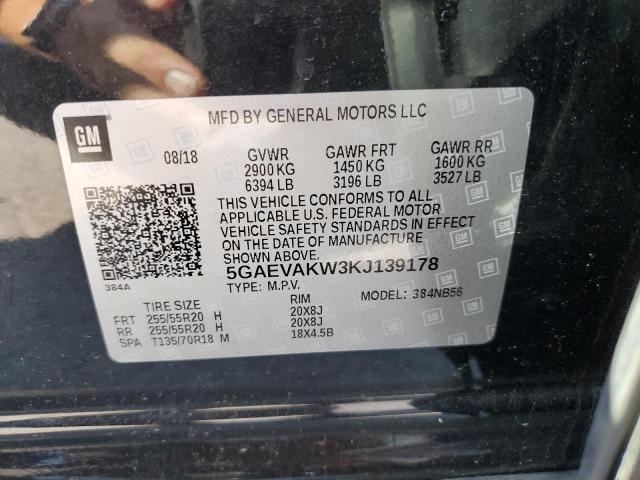 MFD BY GENERAL MOTORS LLC
GM
08/18 GVWR GAWR FRT GAWR RR
2900 KG 1450 KG 1600 KG
6394 LB 3196 LB 3527 LB
THIS VEHICLE CONFORMS TO ALL
APPLICABLE U.S. FEDERAL MOTOR
VEHICLE SAFETY STANDARDS IN EFFECT
ON THE DATE OF MANUFACTURE
SHOWN ABOVE.
384A
5GAEVAKW3KJ139178
TYPE: M.P.V. MODEL: 384NB56
TIRE SIZE RIM
FRT 255/55R20 H 20X8J
RR 255/55R20 H 20X8J
SPA T135/70R18 M 18X4.5B